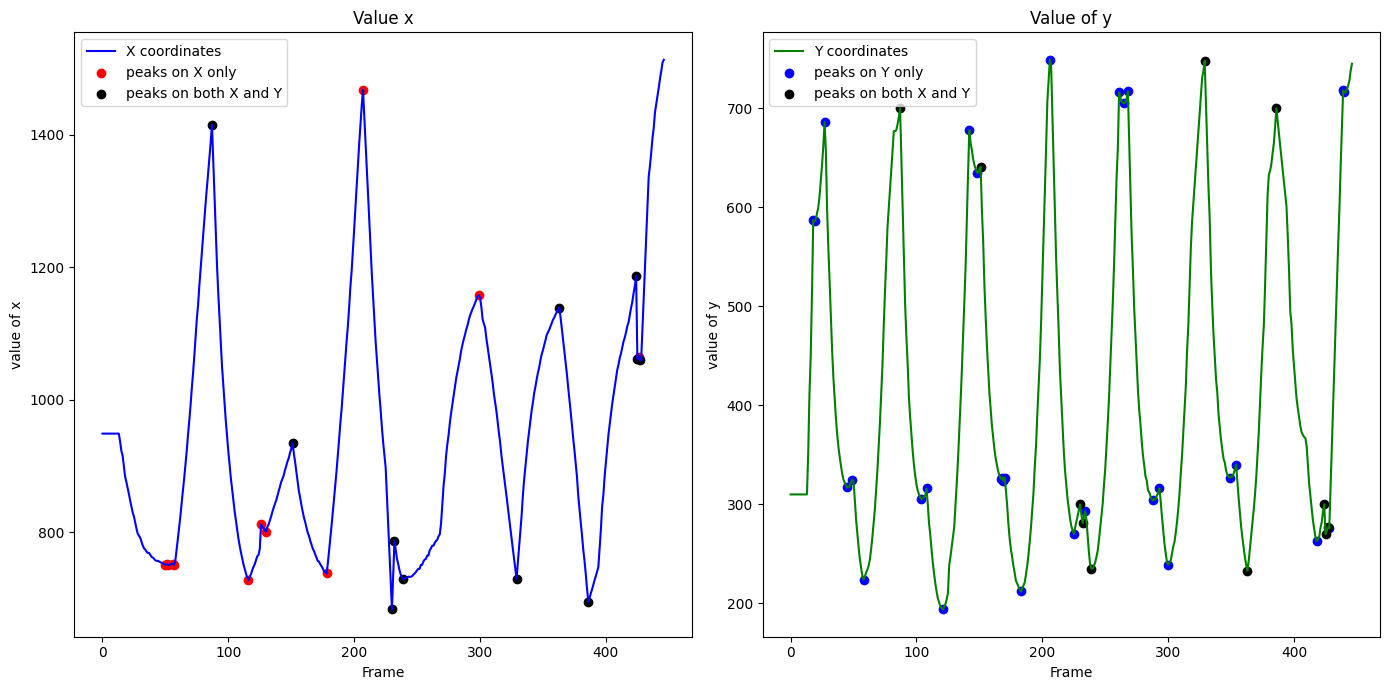 Value x
X coordinates
peaks on X only
peaks on both X and Y
value of x
1400
1200
1000
800
0
100
200
300
400
Frame
Value of y
Y coordinates
peaks on Y only
peaks on both X and Y
value of y
700
600
500
400
300
200
0
100
200
300
400
Frame